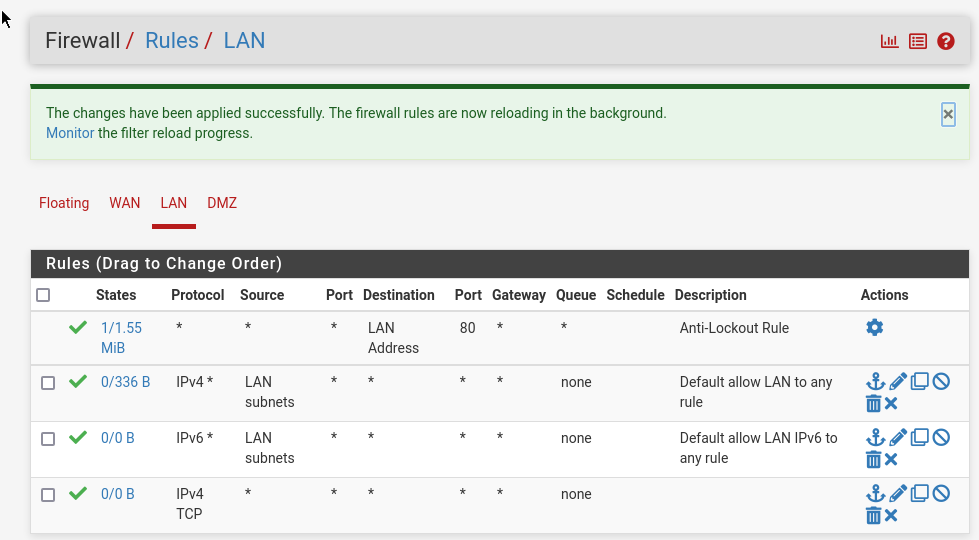 Firewall / Rules / LAN
The changes have been applied successfully. The firewall rules are now reloading in the background.
Monitor the filter reload progress.
Floating WAN LAN DMZ
Rules (Drag to Change Order)
States Protocol Source Port Destination Port Gateway Queue Schedule Description Actions
1/1.55 * * * LAN 80 * * Anti-Lockout Rule
MiB Address
0/336 B IPv4 * LAN * * * * none Default allow LAN to any
subnets rule
0/0 B IPv6 * LAN * * * * none Default allow LAN IPv6 to
subnets any rule
0/0 B IPv4 * * * * * none
TCP